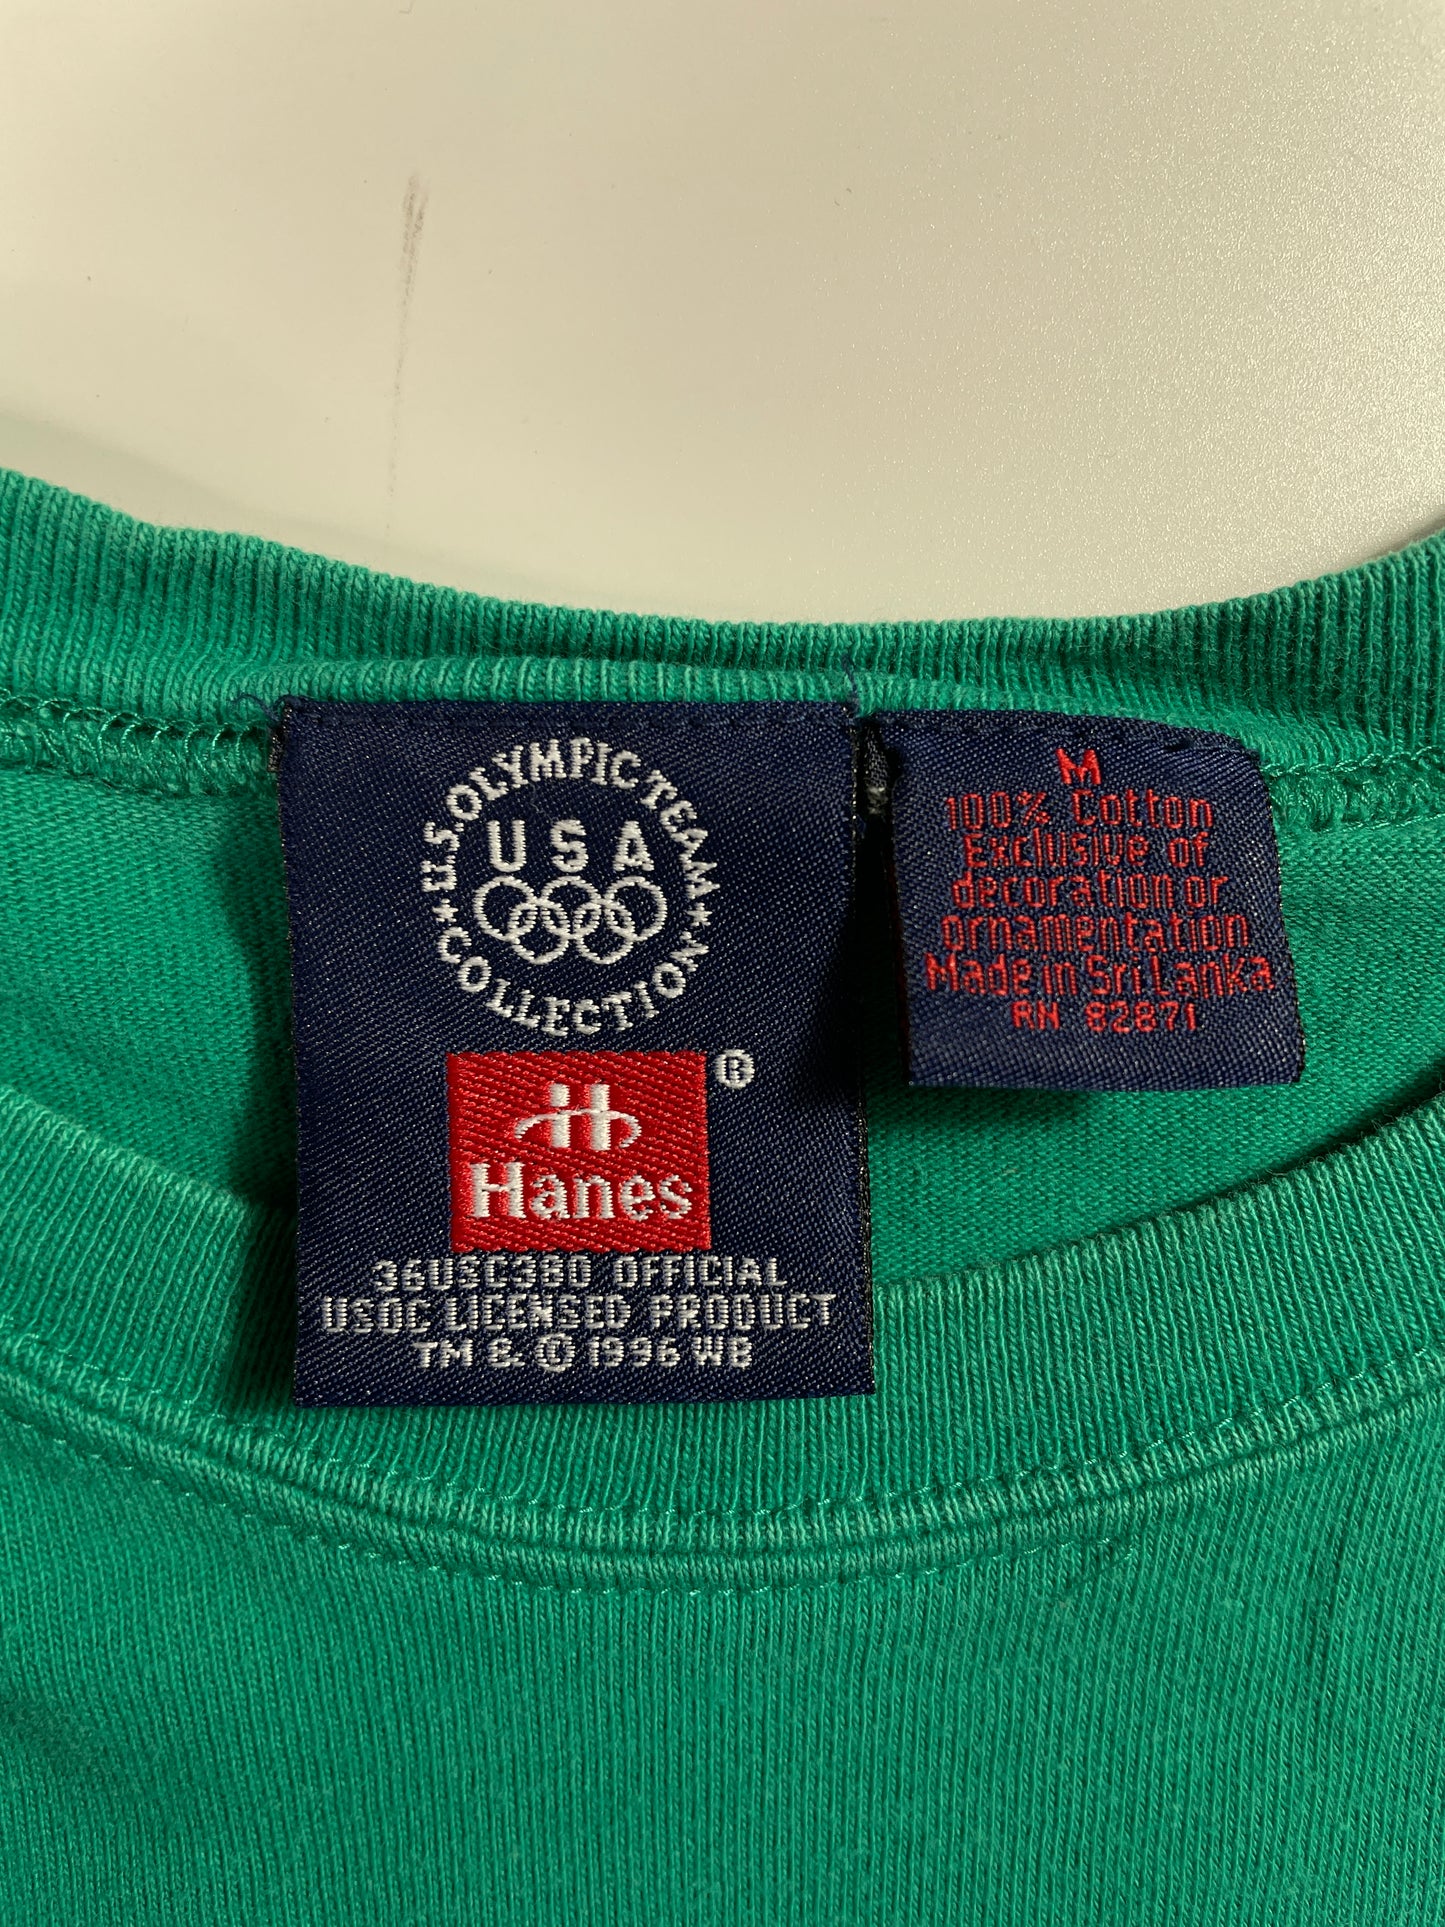 U.S. OLYMPIC TEAM
★ COLLECTION ★
USA
®
Hanes
36USC380 OFFICIAL
USOC LICENSED PRODUCT
TM & © 1996 WB
M
100% Cotton
Exclusive of
decoration or
ornamentation
Made in Sri Lanka
RN 82871